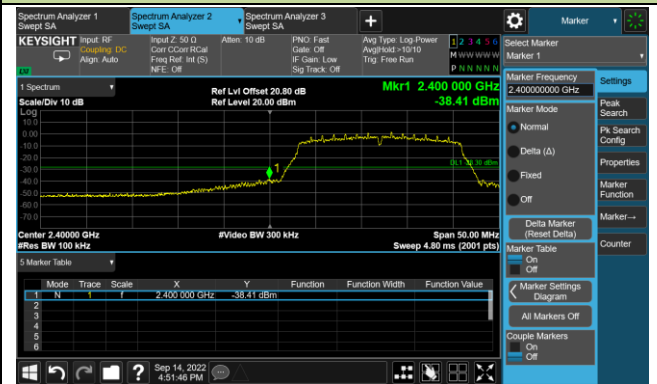 Spectrum Analyzer 1
Swept SA
Spectrum Analyzer 2
Swept SA
Spectrum Analyzer 3
Swept SA
Marker
KEYSIGHT
Input: RF
Coupling: DC
Align: Auto
Input Z: 50 Ω
Corr CCorr RCal
Freq Ref: Int (S)
NFE: Off
Atten: 10 dB
PNO: Fast
Gate: Off
IF Gain: Low
Sig Track: Off
Avg Type: Log-Power
Avg|Hold:>10/10
Trig: Free Run
1 2 3 4 5 6
M W W W W W
P N N N N N
Select Marker
Marker 1
1 Spectrum
Scale/Div 10 dB
Log
Ref Lvl Offset 20.80 dB
Ref Level 20.00 dBm
Mkr1 2.400 000 GHz
-38.41 dBm
10.0
0.00
-10.0
-20.0
-30.0
-40.0
-50.0
-60.0
-70.0
1
Center 2.40000 GHz
#Res BW 100 kHz
#Video BW 300 kHz
Span 50.00 MHz
Sweep 4.80 ms (2001 pts)
5 Marker Table
Mode Trace Scale X Y Function Function Width Function Value
1 N 1 f 2.400 000 GHz -38.41 dBm
2
3
4
5
6
Marker Frequency
2.400000000 GHz
Marker Mode
Normal
Delta (Δ)
Fixed
Off
Delta Marker
(Reset Delta)
Marker Table
On
Off
Marker Settings
Diagram
All Markers Off
Couple Markers
On
Off
Settings
Peak
Search
Pk Search
Config
Properties
Marker
Function
Marker→
Counter
Sep 14, 2022
4:51:46 PM